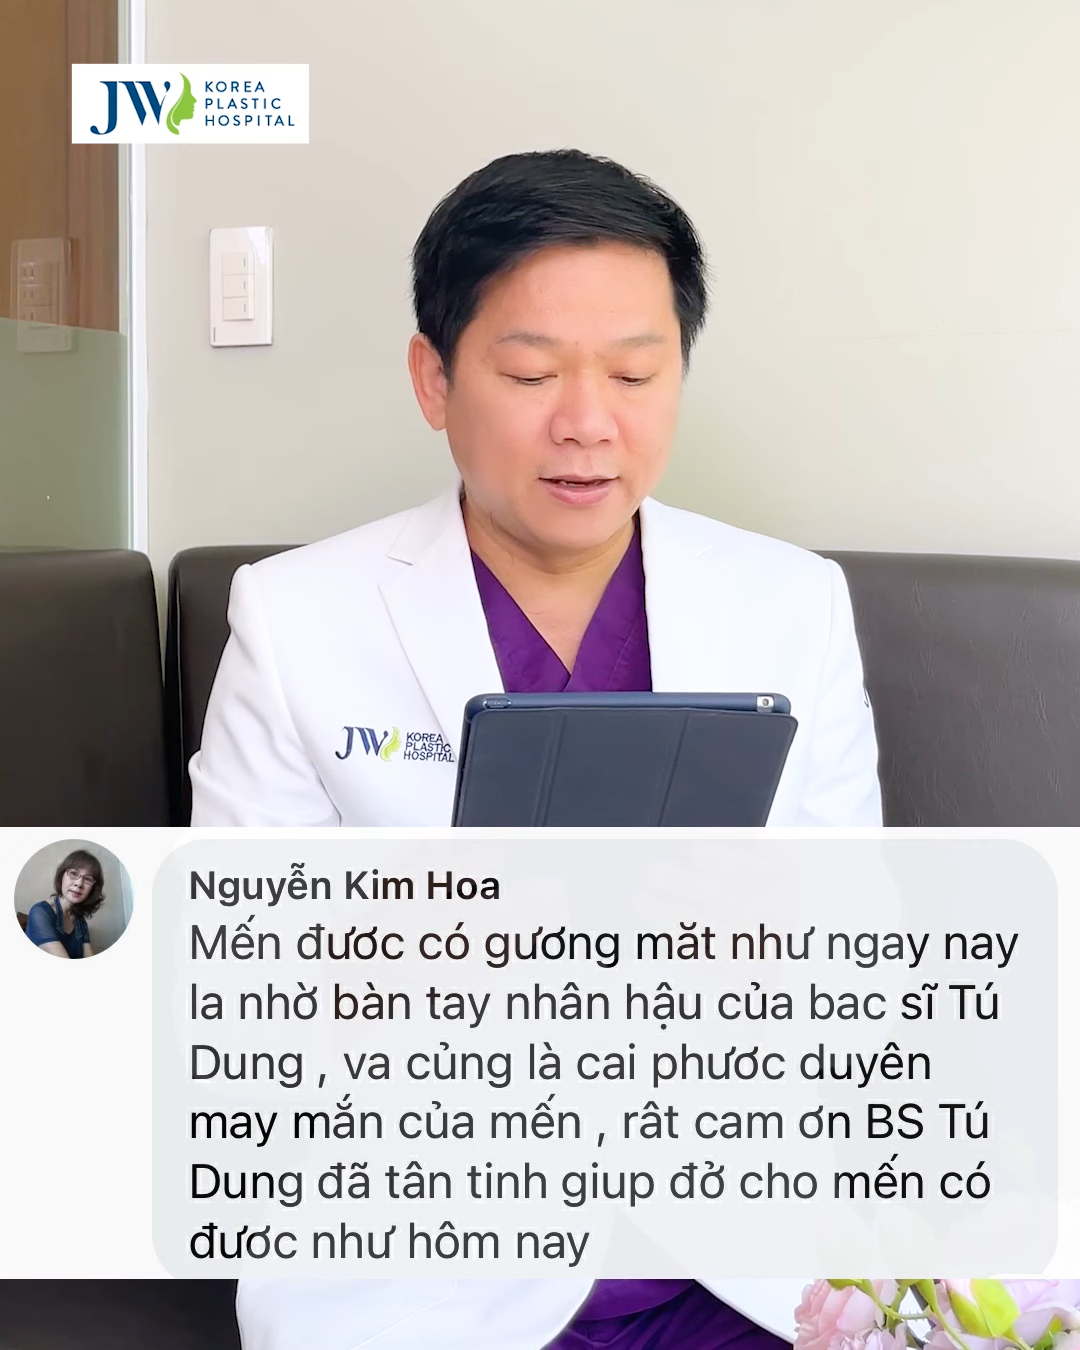 JW KOREA
PLASTIC
HOSPITAL
JW KOREA
PLASTIC
HOSPITAL
Nguyễn Kim Hoa
Mến đươc có gương măt như ngay nay
la nhờ bàn tay nhân hậu của bac sĩ Tú
Dung , va củng là cai phươc duyên
may mắn của mến , rât cam ơn BS Tú
Dung đã tân tinh giup đở cho mến có
đươc như hôm nay